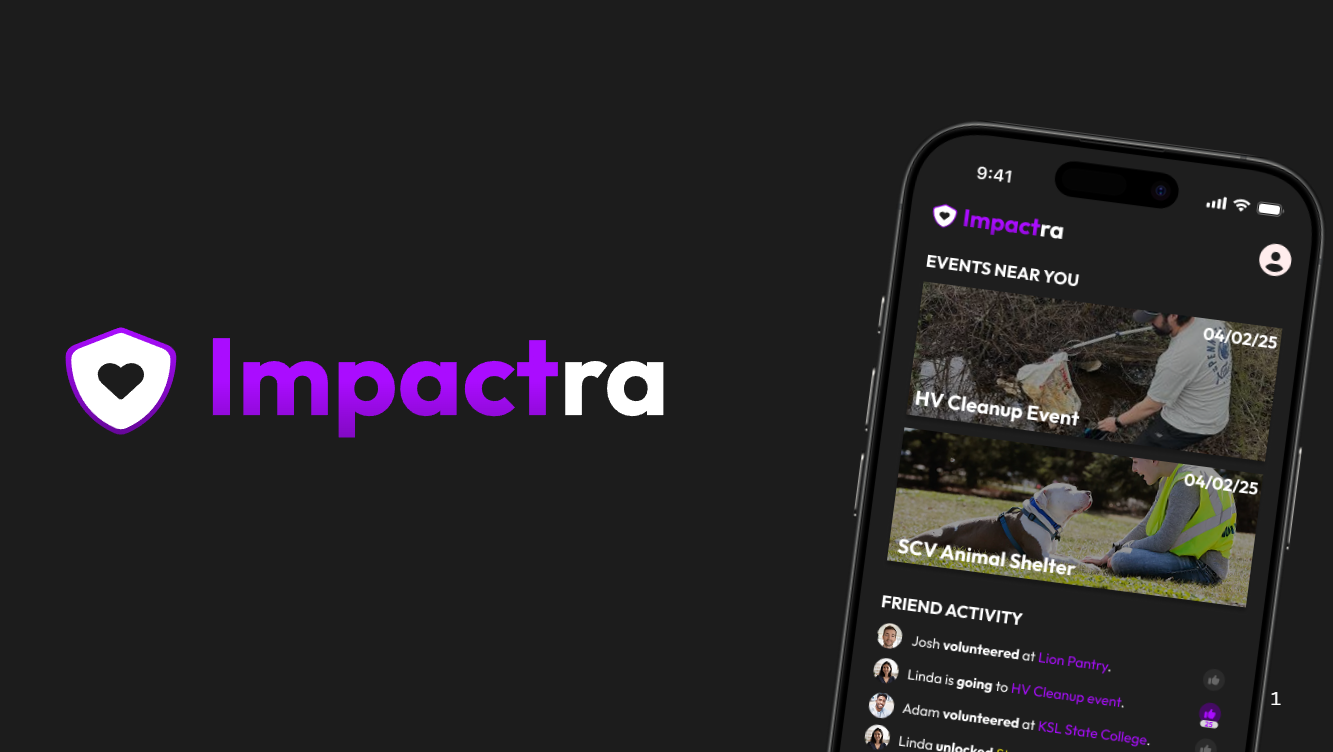 Impactra
9:41
Impactra
EVENTS NEAR YOU
04/02/25
HV Cleanup Event
04/02/25
SCV Animal Shelter
FRIEND ACTIVITY
Josh volunteered at Lion Pantry.
Linda is going to HV Cleanup event.
Adam volunteered at KSL State College.
Linda unlocked
1